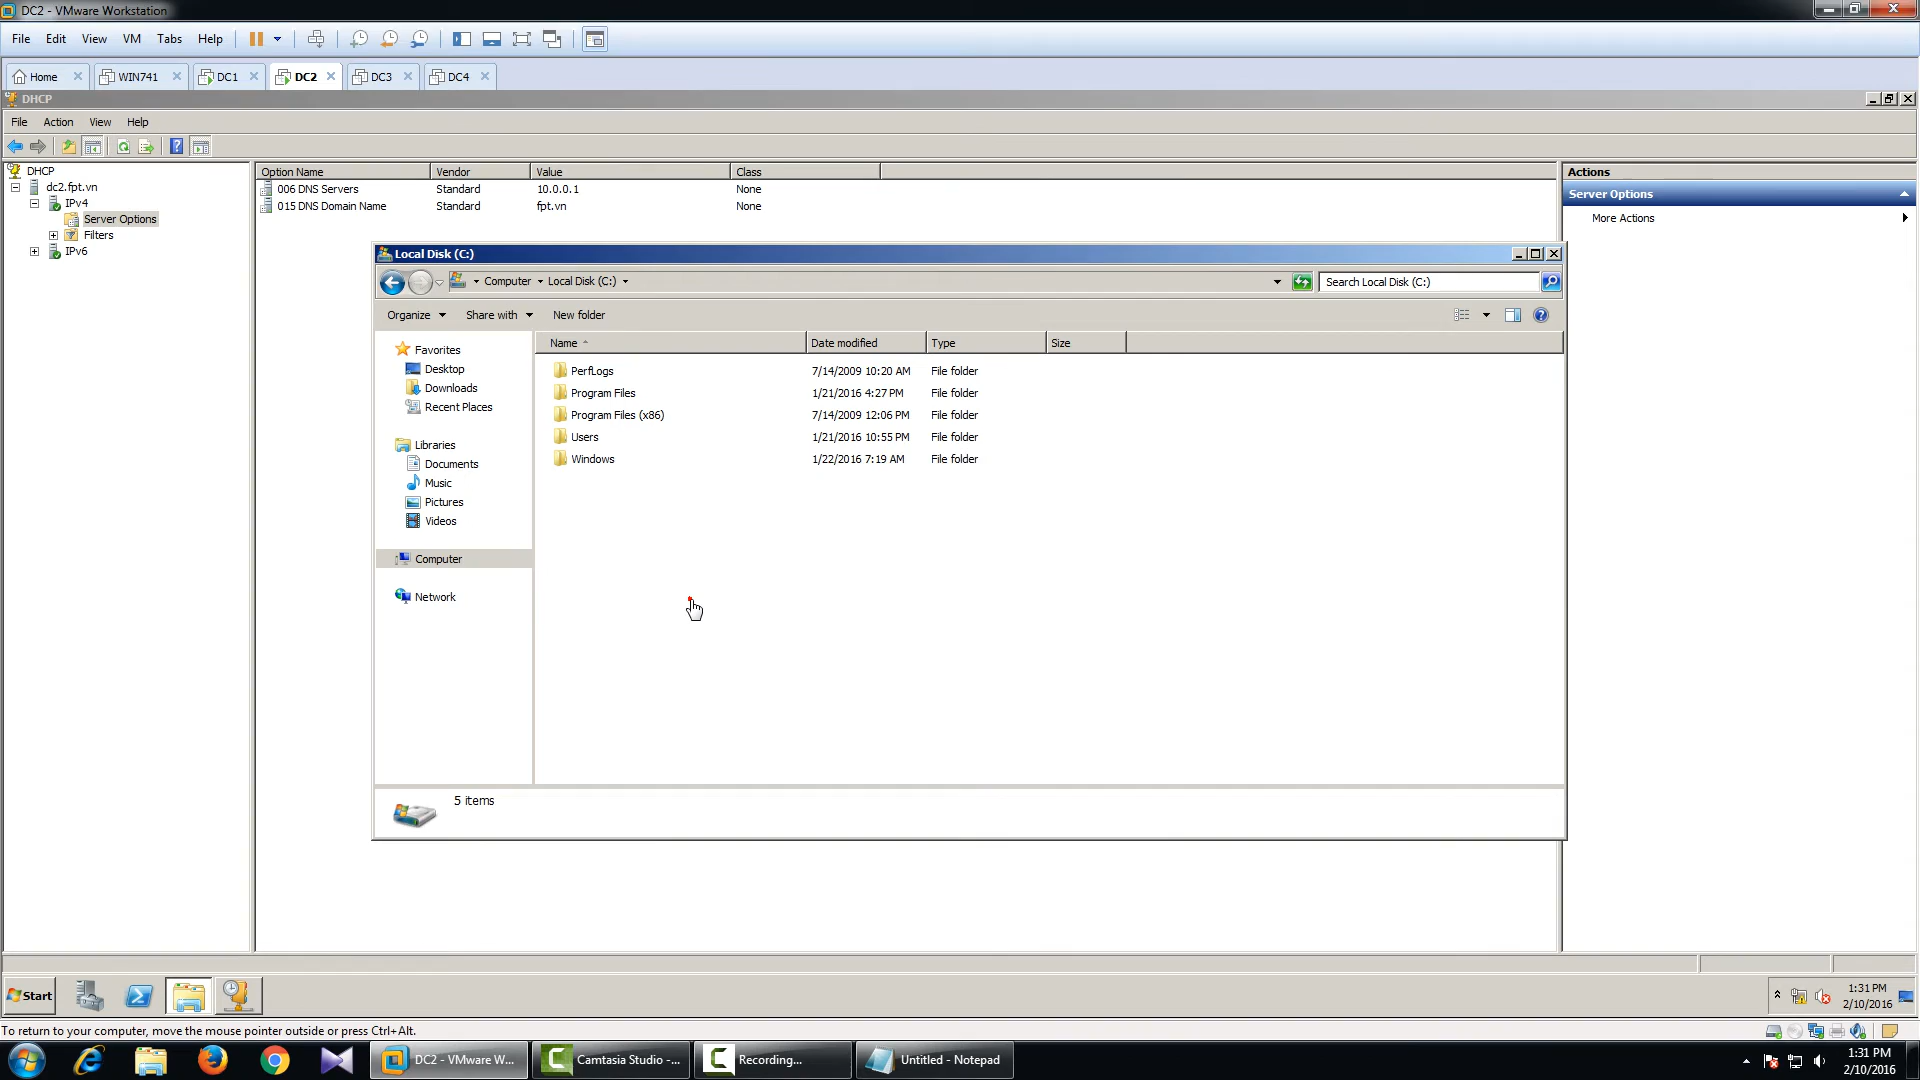 DC2 - VMware Workstation
File Edit View VM Tabs Help
Home WIN741 DC1 DC2 DC3 DC4
DHCP
File Action View Help
DHCP
dc2.fpt.vn
IPv4
Server Options
Filters
IPv6
Option Name Vendor Value Class
006 DNS Servers Standard 10.0.0.1 None
015 DNS Domain Name Standard fpt.vn None
Actions
Server Options
More Actions
Local Disk (C:)
Computer Local Disk (C:)
Search Local Disk (C:)
Organize Share with New folder
Favorites
Desktop
Downloads
Recent Places
Libraries
Documents
Music
Pictures
Videos
Computer
Network
Name Date modified Type Size
PerfLogs 7/14/2009 10:20 AM File folder
Program Files 1/21/2016 4:27 PM File folder
Program Files (x86) 7/14/2009 12:06 PM File folder
Users 1/21/2016 10:55 PM File folder
Windows 1/22/2016 7:19 AM File folder
5 items
Start
1:31 PM
2/10/2016
To return to your computer, move the mouse pointer outside or press Ctrl+Alt.
DC2 - VMware W... Camtasia Studio -... Recording... Untitled - Notepad
1:31 PM
2/10/2016